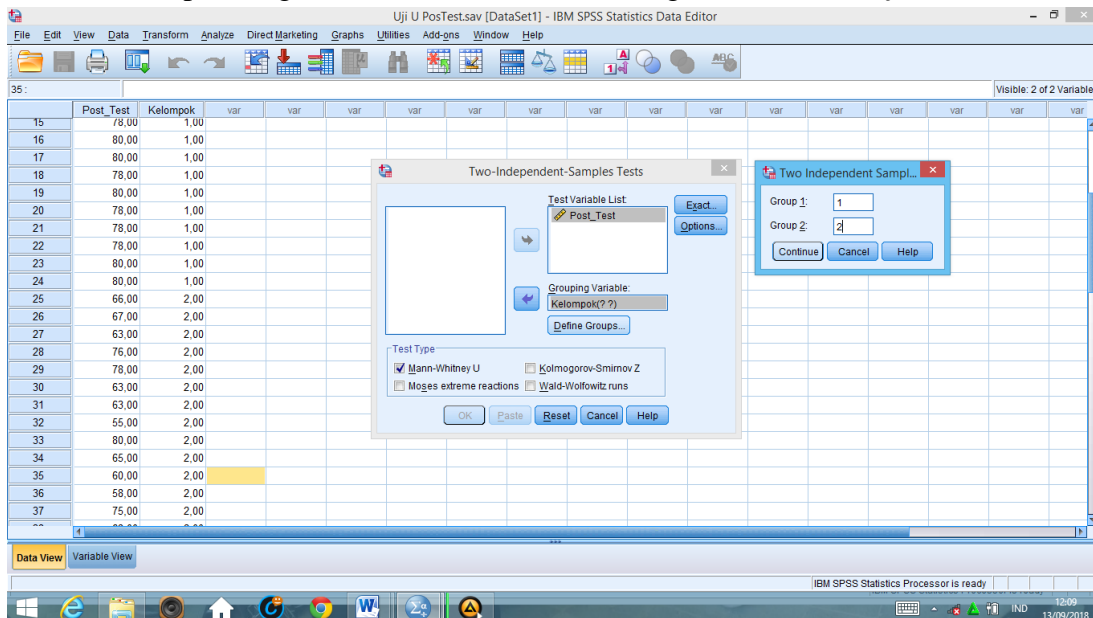 Uji U PosTest.sav [DataSet1] - IBM SPSS Statistics Data Editor
File Edit View Data Transform Analyze Direct Marketing Graphs Utilities Add-ons Window Help
35 :
Visible: 2 of 2 Variable
Post_Test Kelompok var var var var var var var var var var var var var var
15 78,00 1,00
16 80,00 1,00
17 80,00 1,00
18 78,00 1,00
19 80,00 1,00
20 78,00 1,00
21 78,00 1,00
22 78,00 1,00
23 80,00 1,00
24 80,00 1,00
25 66,00 2,00
26 67,00 2,00
27 63,00 2,00
28 76,00 2,00
29 78,00 2,00
30 63,00 2,00
31 63,00 2,00
32 55,00 2,00
33 80,00 2,00
34 65,00 2,00
35 60,00 2,00
36 58,00 2,00
37 75,00 2,00
Two-Independent-Samples Tests
Test Variable List:
Post_Test
Exact...
Options...
Grouping Variable:
Kelompok(? ?)
Define Groups...
Test Type
Mann-Whitney U Kolmogorov-Smirnov Z
Moses extreme reactions Wald-Wolfowitz runs
OK Paste Reset Cancel Help
Two Independent Sampl...
Group 1: 1
Group 2: 2
Continue Cancel Help
Data View Variable View
IBM SPSS Statistics Processor is ready
IND
12:09
13/09/2018